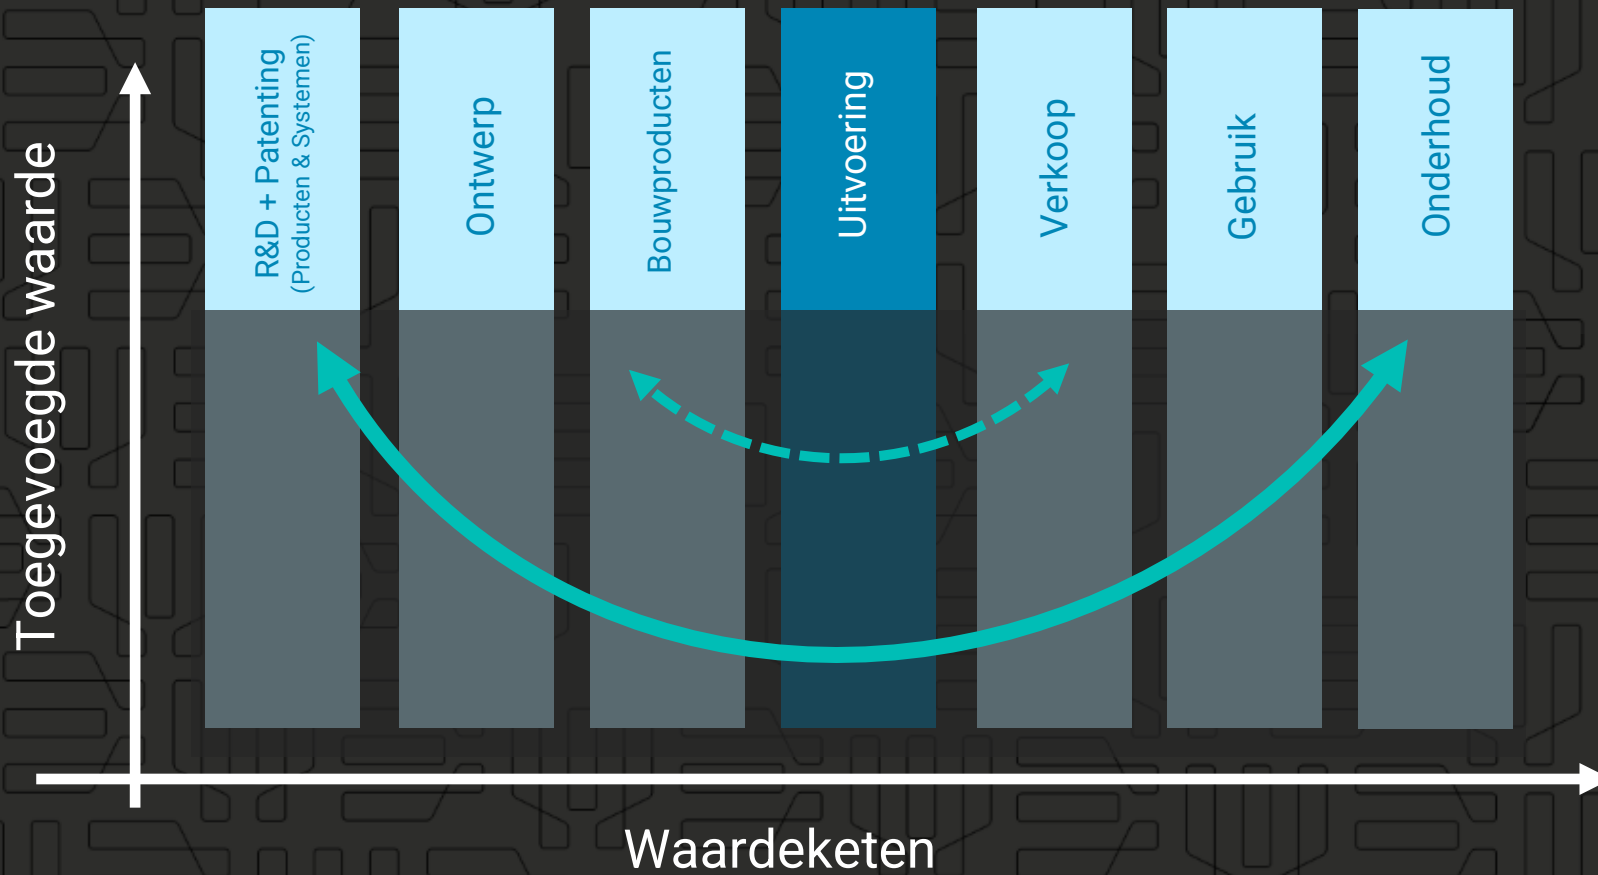 Toegevoegde waarde
R&D + Patenting
(Producten & Systemen)
Ontwerp
Bouwproducten
Uitvoering
Verkoop
Gebruik
Onderhoud
Waardeketen